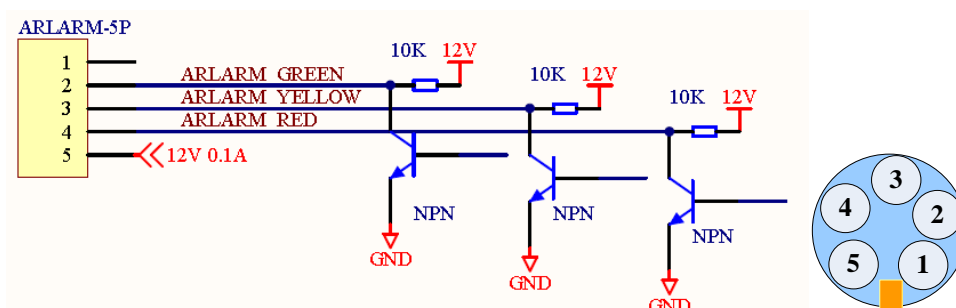 ARLARM-5P
1
2
3
4
5
ARLARM GREEN
ARLARM YELLOW
ARLARM RED
12V 0.1A
10K 12V
10K 12V
10K 12V
NPN
NPN
NPN
GND
GND
GND
3
4
2
5
1